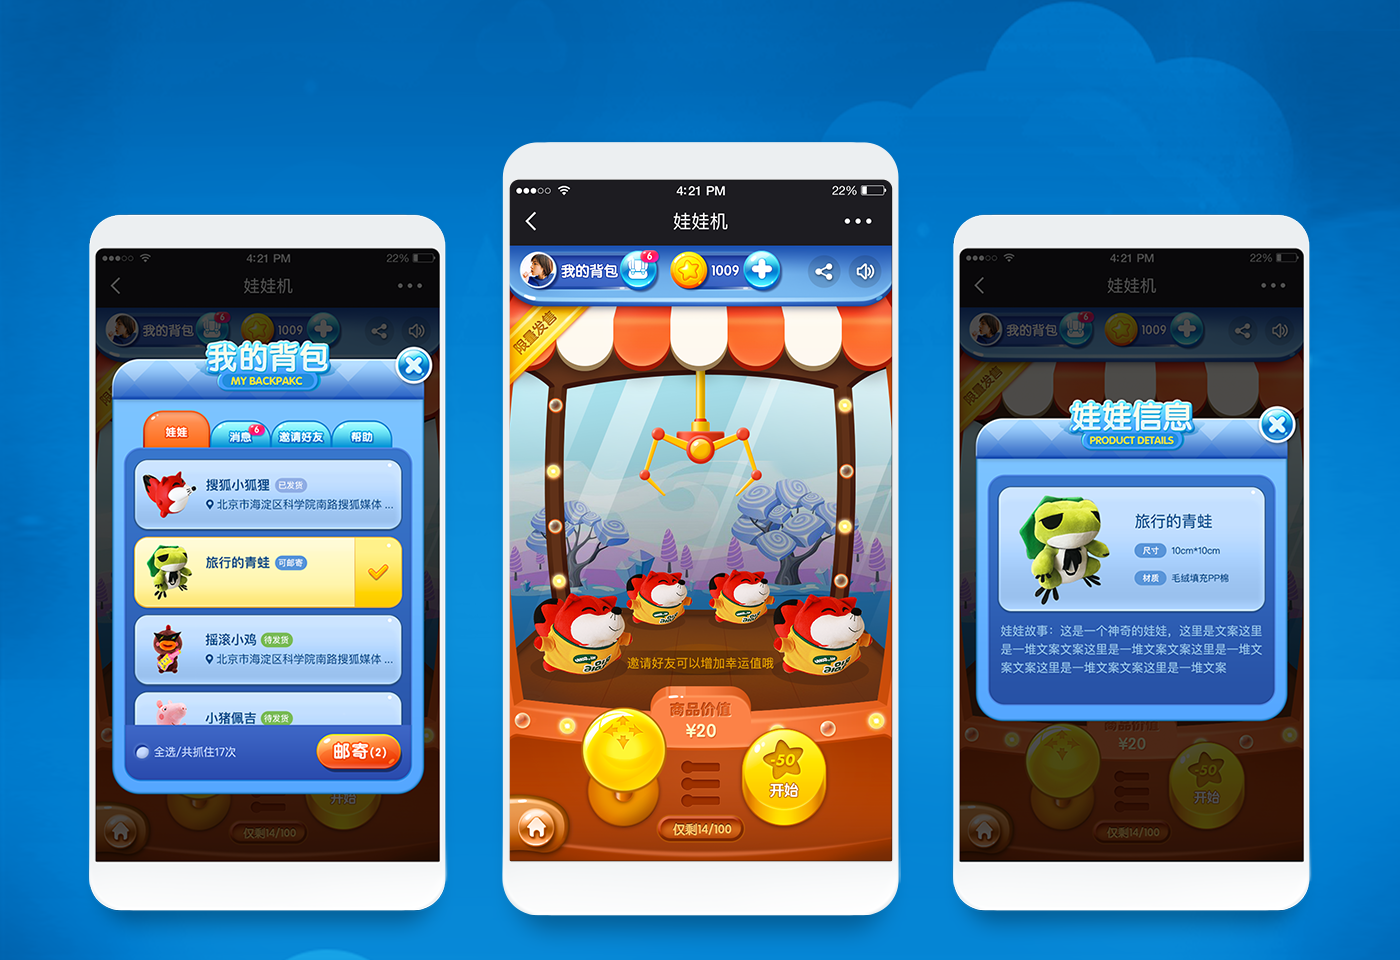 4:21 PM
22%
娃娃机
我的背包
6
1009
我的背包
MY BACKPAKC
娃娃
消息
6
邀请好友
帮助
搜狐小狐狸
已发货
北京市海淀区科学院南路搜狐媒体 ...
旅行的青蛙
可邮寄
摇滚小鸡
待发货
北京市海淀区科学院南路搜狐媒体 ...
小猪佩吉
待发货
全选/共抓住17次
邮寄(2)
开始
仅剩14/100
4:21 PM
22%
娃娃机
我的背包
6
1009
限量发售
邀请好友可以增加幸运值哦
商品价值
¥20
-50
开始
仅剩14/100
4:21 PM
22%
娃娃机
我的背包
6
1009
限量发售
娃娃信息
PRODUCT DETAILS
旅行的青蛙
尺寸
10cm*10cm
材质
毛绒填充PP棉
娃娃故事：这是一个神奇的娃娃，这里是文案这里
是一堆文案文案这里是一堆文案文案这里是一堆文
案文案这里是一堆文案文案这里是一堆文案
商品价值
¥20
-50
开始
仅剩14/100